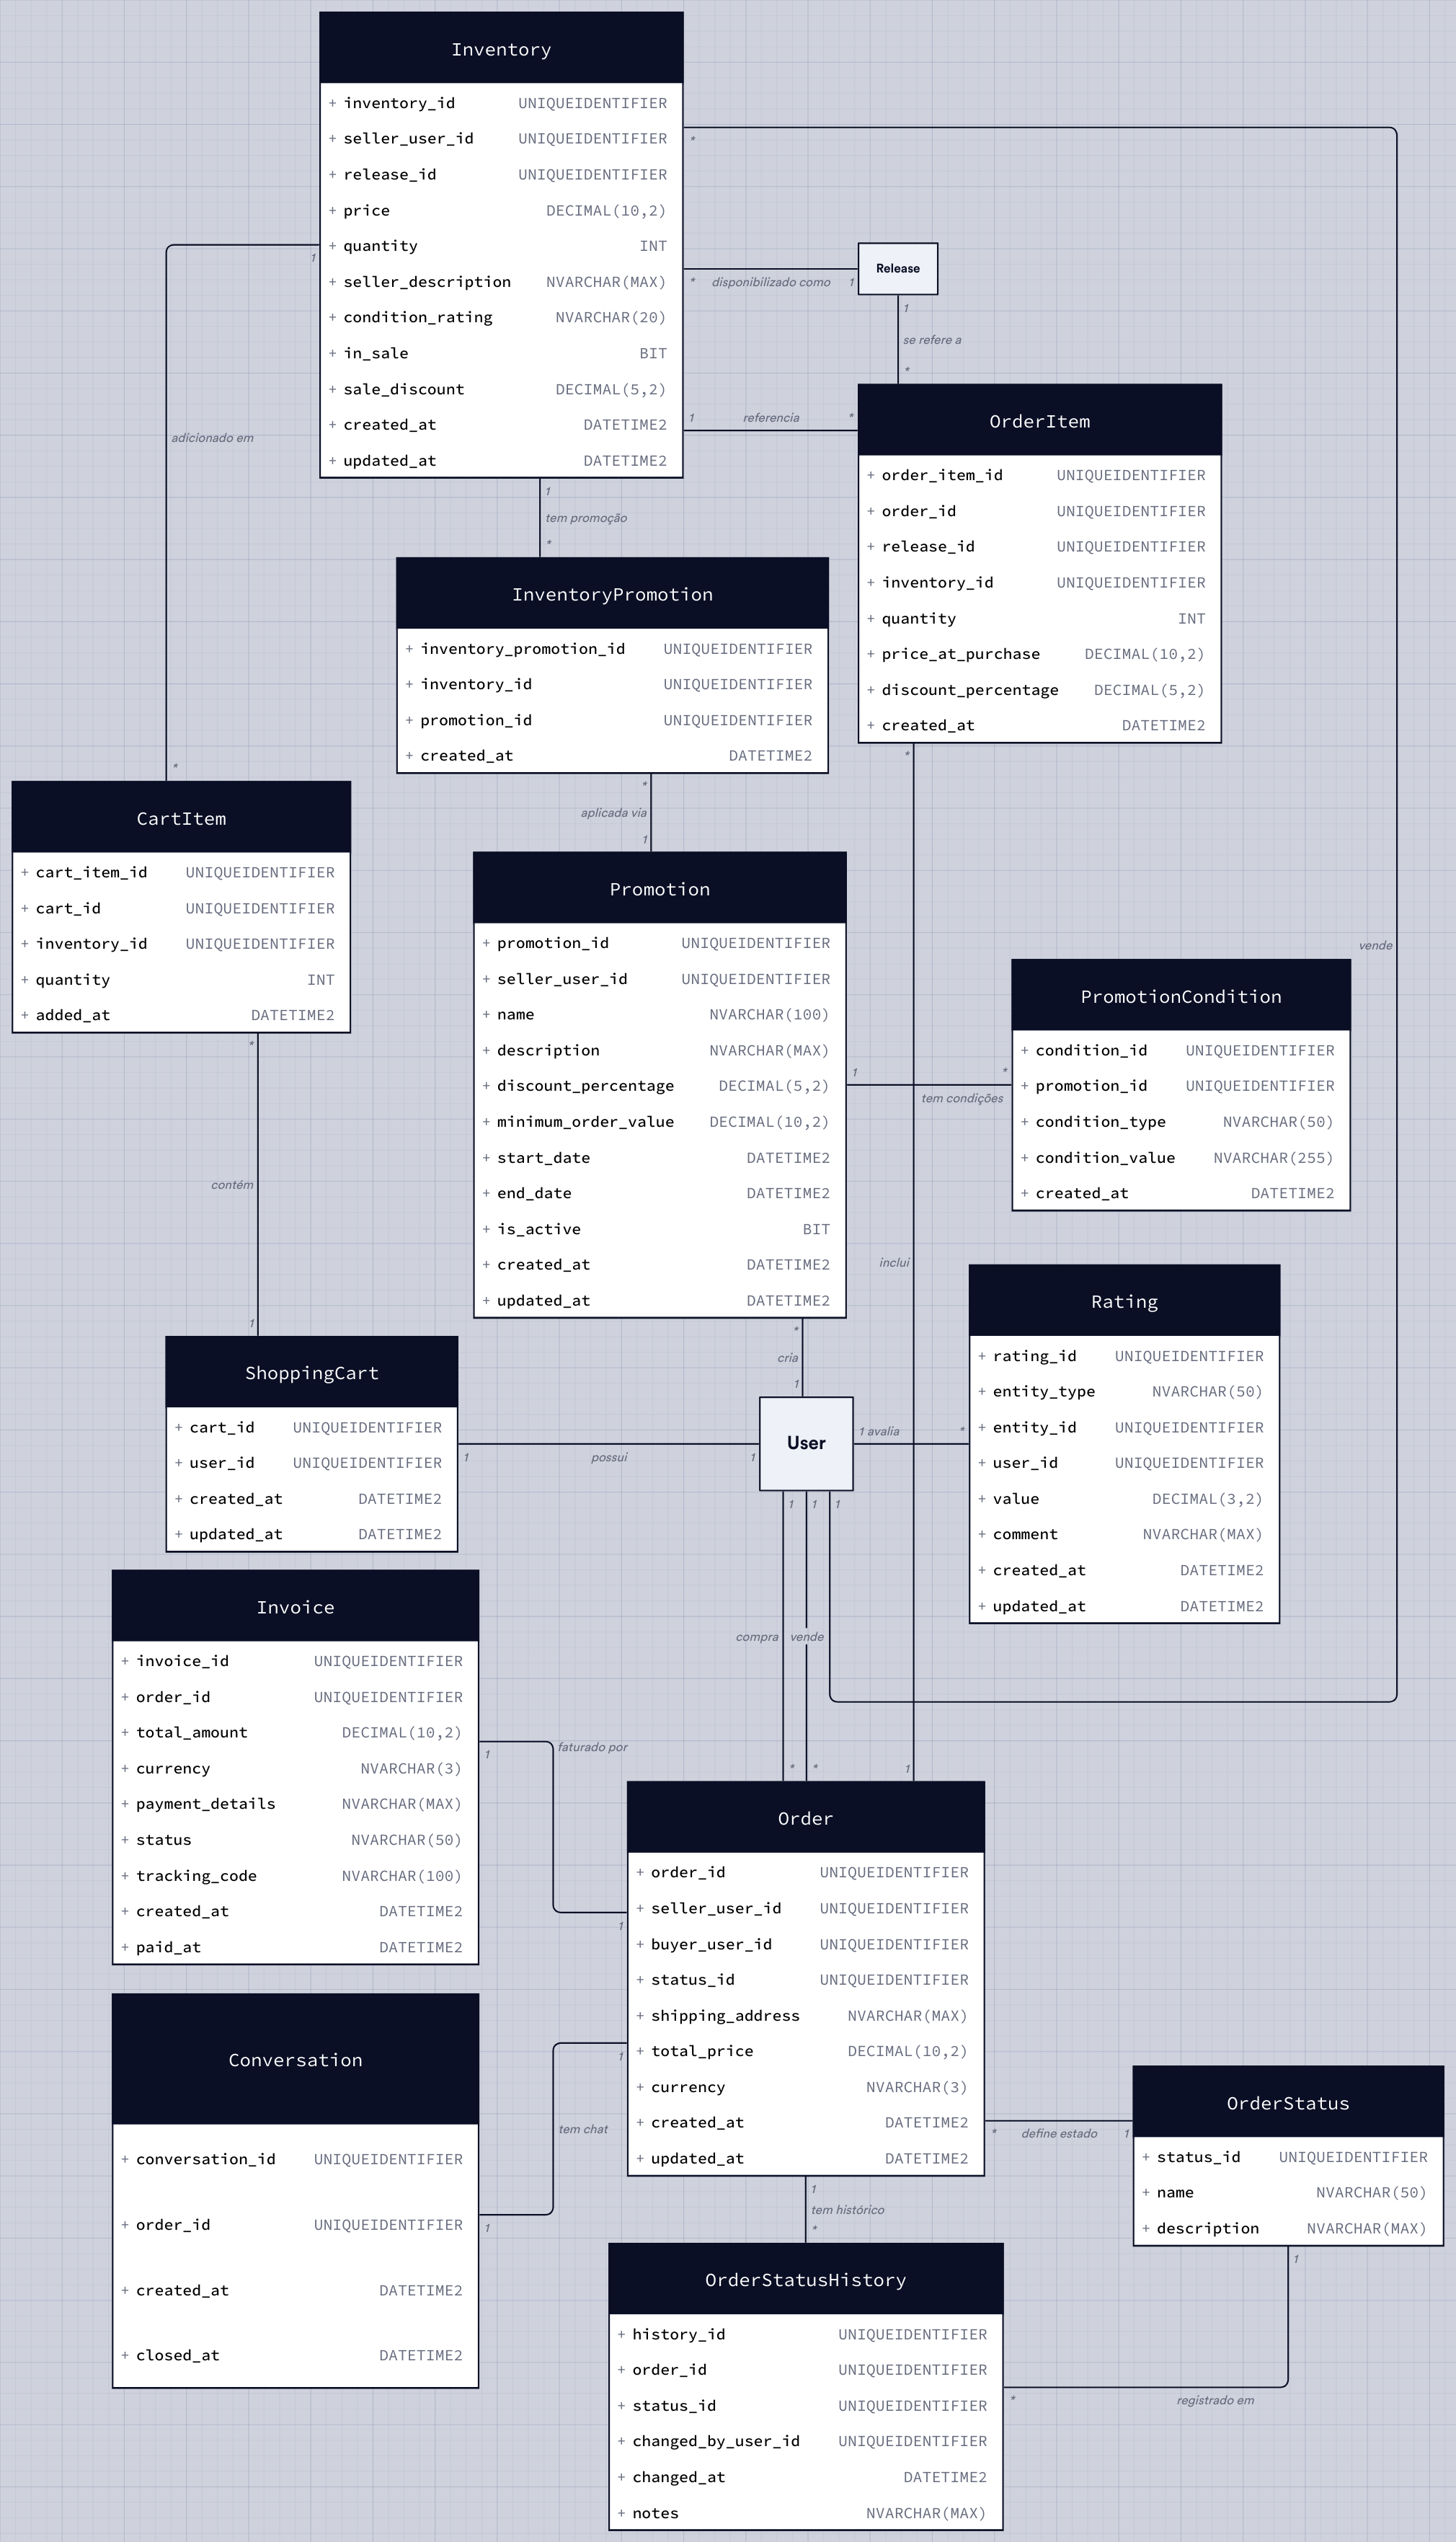 Inventory
+ inventory_id UNIQUEIDENTIFIER
+ seller_user_id UNIQUEIDENTIFIER
+ release_id UNIQUEIDENTIFIER
+ price DECIMAL(10,2)
+ quantity INT
+ seller_description NVARCHAR(MAX)
+ condition_rating NVARCHAR(20)
+ in_sale BIT
+ sale_discount DECIMAL(5,2)
+ created_at DATETIME2
+ updated_at DATETIME2
*
1
* disponibilizado como 1
Release
1
se refere a
*
1 referencia *
adicionado em
*
1
tem promoção
*
OrderItem
+ order_item_id UNIQUEIDENTIFIER
+ order_id UNIQUEIDENTIFIER
+ release_id UNIQUEIDENTIFIER
+ inventory_id UNIQUEIDENTIFIER
+ quantity INT
+ price_at_purchase DECIMAL(10,2)
+ discount_percentage DECIMAL(5,2)
+ created_at DATETIME2
*
InventoryPromotion
+ inventory_promotion_id UNIQUEIDENTIFIER
+ inventory_id UNIQUEIDENTIFIER
+ promotion_id UNIQUEIDENTIFIER
+ created_at DATETIME2
*
aplicada via
1
CartItem
+ cart_item_id UNIQUEIDENTIFIER
+ cart_id UNIQUEIDENTIFIER
+ inventory_id UNIQUEIDENTIFIER
+ quantity INT
+ added_at DATETIME2
*
contém
1
Promotion
+ promotion_id UNIQUEIDENTIFIER
+ seller_user_id UNIQUEIDENTIFIER
+ name NVARCHAR(100)
+ description NVARCHAR(MAX)
+ discount_percentage DECIMAL(5,2)
+ minimum_order_value DECIMAL(10,2)
+ start_date DATETIME2
+ end_date DATETIME2
+ is_active BIT
+ created_at DATETIME2
+ updated_at DATETIME2
vende
1 tem condições *
PromotionCondition
+ condition_id UNIQUEIDENTIFIER
+ promotion_id UNIQUEIDENTIFIER
+ condition_type NVARCHAR(50)
+ condition_value NVARCHAR(255)
+ created_at DATETIME2
inclui
*
cria
1
Rating
+ rating_id UNIQUEIDENTIFIER
+ entity_type NVARCHAR(50)
+ entity_id UNIQUEIDENTIFIER
+ user_id UNIQUEIDENTIFIER
+ value DECIMAL(3,2)
+ comment NVARCHAR(MAX)
+ created_at DATETIME2
+ updated_at DATETIME2
ShoppingCart
+ cart_id UNIQUEIDENTIFIER
+ user_id UNIQUEIDENTIFIER
+ created_at DATETIME2
+ updated_at DATETIME2
1 possui 1
User
1 avalia *
1 1 1
compra vende
* * 1
Invoice
+ invoice_id UNIQUEIDENTIFIER
+ order_id UNIQUEIDENTIFIER
+ total_amount DECIMAL(10,2)
+ currency NVARCHAR(3)
+ payment_details NVARCHAR(MAX)
+ status NVARCHAR(50)
+ tracking_code NVARCHAR(100)
+ created_at DATETIME2
+ paid_at DATETIME2
1 faturado por
1
Order
+ order_id UNIQUEIDENTIFIER
+ seller_user_id UNIQUEIDENTIFIER
+ buyer_user_id UNIQUEIDENTIFIER
+ status_id UNIQUEIDENTIFIER
+ shipping_address NVARCHAR(MAX)
+ total_price DECIMAL(10,2)
+ currency NVARCHAR(3)
+ created_at DATETIME2
+ updated_at DATETIME2
Conversation
+ conversation_id UNIQUEIDENTIFIER
+ order_id UNIQUEIDENTIFIER
+ created_at DATETIME2
+ closed_at DATETIME2
1
tem chat
1
* define estado 1
OrderStatus
+ status_id UNIQUEIDENTIFIER
+ name NVARCHAR(50)
+ description NVARCHAR(MAX)
1
tem histórico
*
OrderStatusHistory
+ history_id UNIQUEIDENTIFIER
+ order_id UNIQUEIDENTIFIER
+ status_id UNIQUEIDENTIFIER
+ changed_by_user_id UNIQUEIDENTIFIER
+ changed_at DATETIME2
+ notes NVARCHAR(MAX)
1
* registrado em